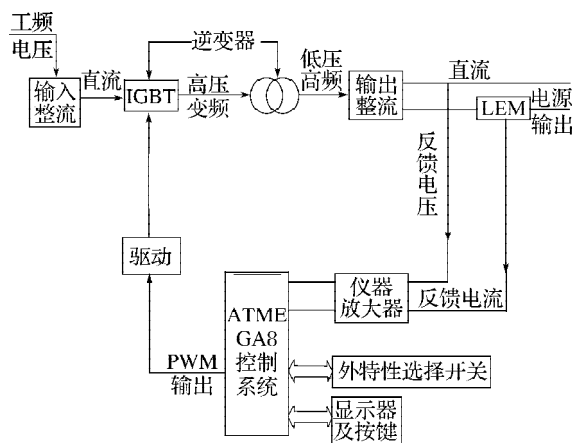 工频
电压
逆变器
输入
整流
直流
IGBT
高压
变频
低压
高频
输出
整流
直流
LEM
电源
输出
反馈电压
驱动
ATME
GA8
控制
系统
仪器
放大器
反馈电流
PWM
输出
外特性选择开关
显示器
及按键